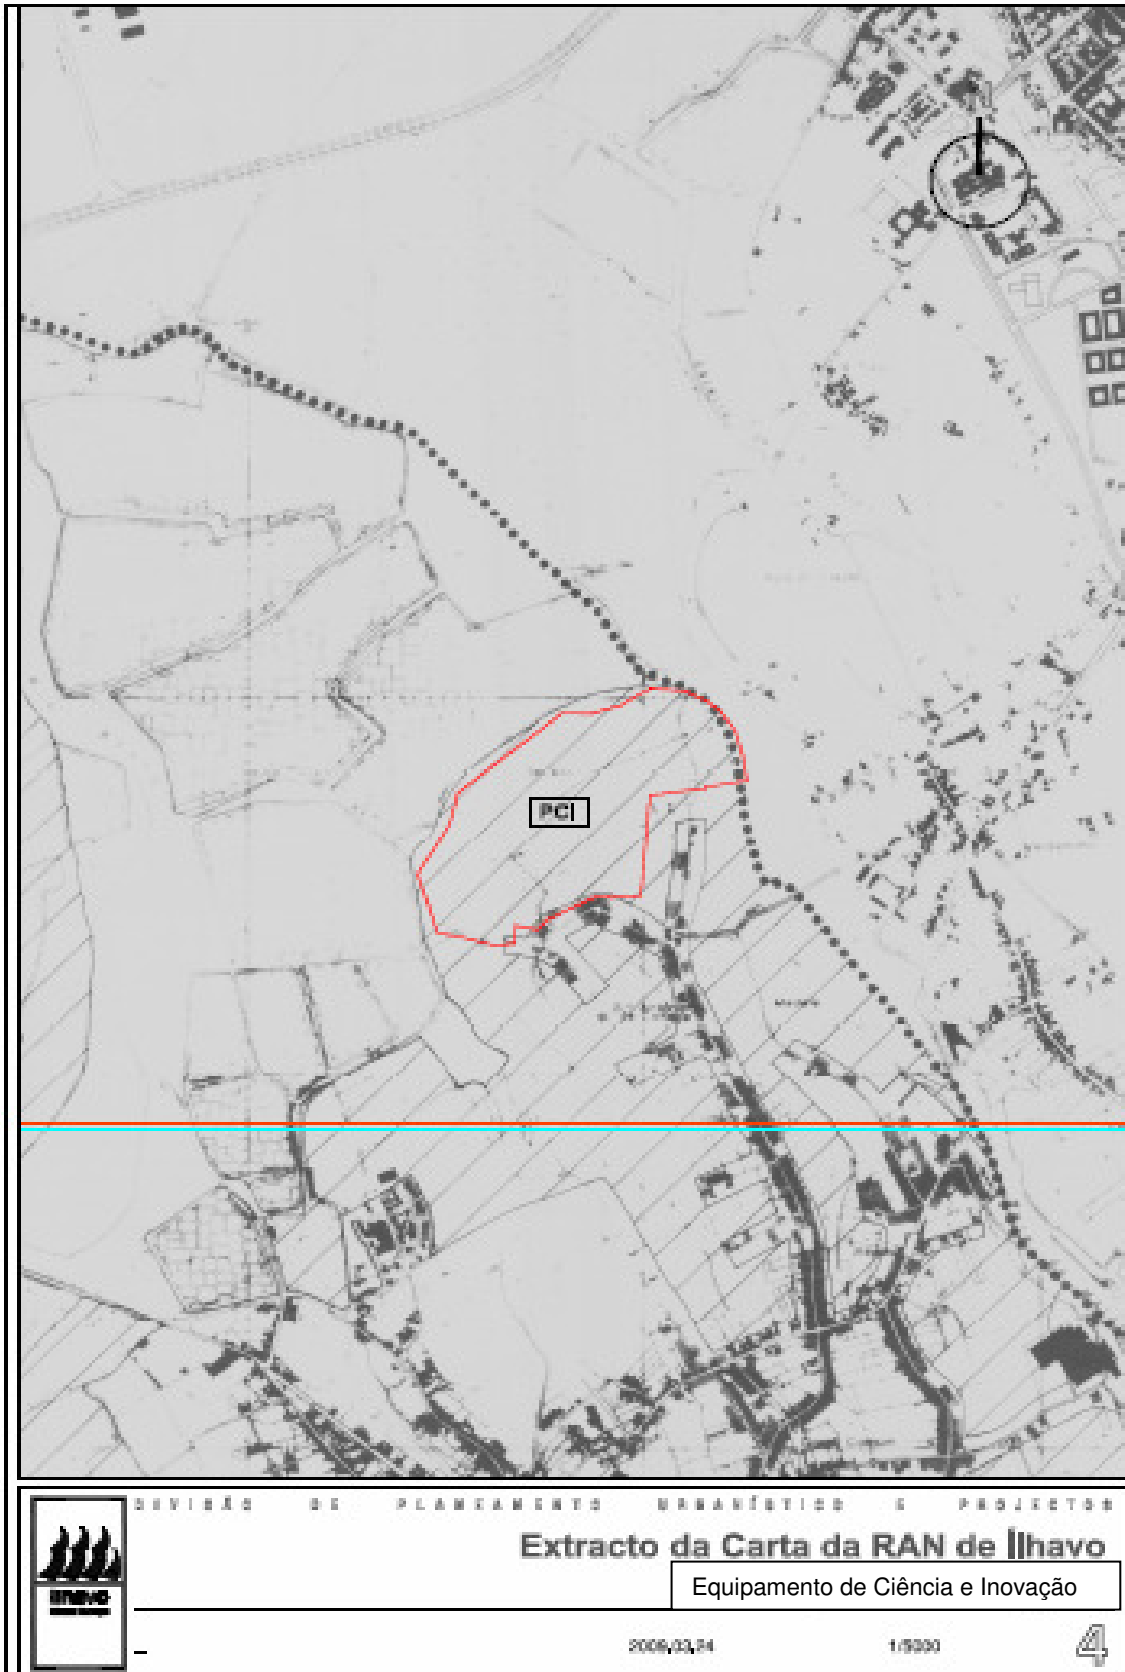 PCI
DIVISÃO DE PLANEAMENTO URBANÍSTICO E PROJECTOS
Extracto da Carta da RAN de Ílhavo
Equipamento de Ciência e Inovação
ílhavo
2009,03,24 1/5000 4